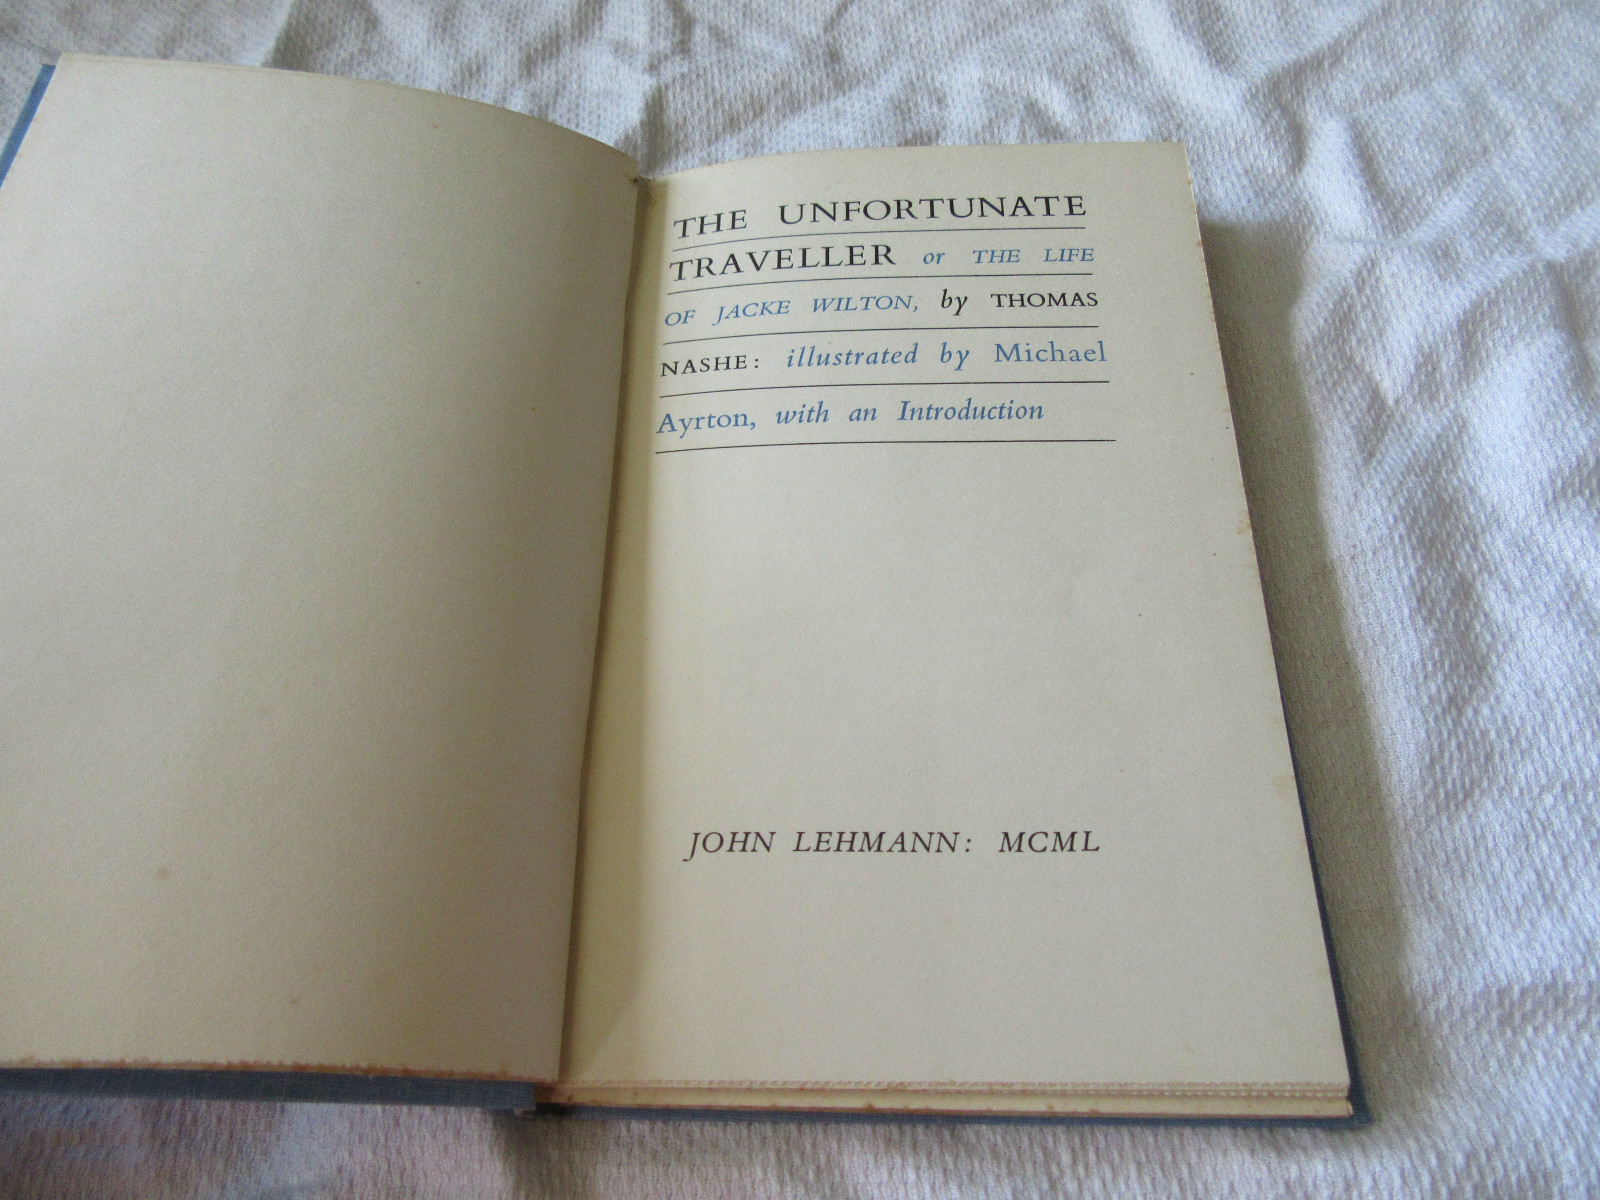 THE UNFORTUNATE
TRAVELLER or THE LIFE
OF JACKE WILTON, by THOMAS
NASHE: illustrated by Michael
Ayrton, with an Introduction
JOHN LEHMANN: MCML